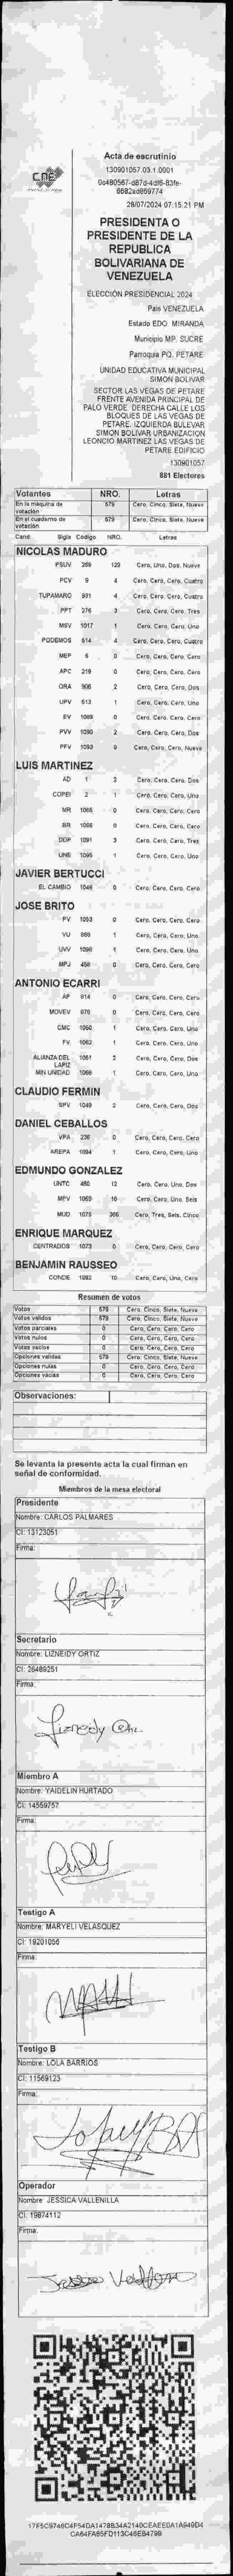 CNE
Acta de escrutinio
130901057.03.1.0001
28/07/2024 07:15:21 PM
PRESIDENTA O
PRESIDENTE DE LA
REPUBLICA
BOLIVARIANA DE
VENEZUELA
ELECCIÓN PRESIDENCIAL 2024
Pais VENEZUELA
Estado EDO. MIRANDA
Municipio MP. SUCRE
Parroquia PQ. PETARE
UNIDAD EDUCATIVA MUNICIPAL
SIMON BOLIVAR
SECTOR LAS VEGAS DE PETARE
FRENTE AVENIDA PRINCIPAL DE
PALO VERDE. DERECHA CALLE LOS
BLOQUES DE LAS VEGAS DE
PETARE. IZQUIERDA BULEVAR
SIMON BOLIVAR URBANIZACION
LEONCIO MARTINEZ LAS VEGAS DE
PETARE EDIFICIO
130901057
881 Electores
Votantes NRO. Letras
En la máquina de votación 579 Cero, Cinco, Siete, Nueve
En el cuaderno de votación 579 Cero, Cinco, Siete, Nueve
Cand Sigla Codigo NRO. Letras
NICOLAS MADURO
PSUV 269 129 Cero, Uno, Dos, Nueve
PCV 9 4 Cero, Cero, Cero, Cuatro
TUPAMARO 931 4 Cero, Cero, Cero, Cuatro
PPT 276 3 Cero, Cero, Cero, Tres
MSV 1017 1 Cero, Cero, Cero, Uno
PODEMOS 614 4 Cero, Cero, Cero, Cuatro
MEP 6 0 Cero, Cero, Cero, Cero
APC 219 0 Cero, Cero, Cero, Cero
ORA 906 2 Cero, Cero, Cero, Dos
UPV 513 1 Cero, Cero, Cero, Uno
EV 1089 0 Cero, Cero, Cero, Cero
PVV 1090 2 Cero, Cero, Cero, Dos
PFV 1093 9 Cero, Cero, Cero, Nueve
LUIS MARTINEZ
AD 1 2 Cero, Cero, Cero, Dos
COPEI 2 1 Cero, Cero, Cero, Uno
MR 1065 0 Cero, Cero, Cero, Cero
BR 1066 0 Cero, Cero, Cero, Cero
DDP 1091 3 Cero, Cero, Cero, Tres
UNE 1095 1 Cero, Cero, Cero, Uno
JAVIER BERTUCCI
EL CAMBIO 1046 0 Cero, Cero, Cero, Cero
JOSE BRITO
PV 1053 0 Cero, Cero, Cero, Cero
VU 869 1 Cero, Cero, Cero, Uno
UVV 1096 1 Cero, Cero, Cero, Uno
MPJ 458 0 Cero, Cero, Cero, Cero
ANTONIO ECARRI
AP 914 0 Cero, Cero, Cero, Cero
MOVEV 970 0 Cero, Cero, Cero, Cero
CMC 1050 1 Cero, Cero, Cero, Uno
FV 1062 1 Cero, Cero, Cero, Uno
ALIANZA DEL LAPIZ 1061 2 Cero, Cero, Cero, Dos
MIN UNIDAD 1068 1 Cero, Cero, Cero, Uno
CLAUDIO FERMIN
SPV 1049 2 Cero, Cero, Cero, Dos
DANIEL CEBALLOS
VPA 236 0 Cero, Cero, Cero, Cero
AREPA 1094 1 Cero, Cero, Cero, Uno
EDMUNDO GONZALEZ
UNTC 450 12 Cero, Cero, Uno, Dos
MPV 1069 16 Cero, Cero, Uno, Seis
MUD 1075 365 Cero, Tres, Seis, Cinco
ENRIQUE MARQUEZ
CENTRADOS 1073 0 Cero, Cero, Cero, Cero
BENJAMIN RAUSSEO
CONDE 1092 10 Cero, Cero, Uno, Cero
Resumen de votos
Votos 579 Cero, Cinco, Siete, Nueve
Votos validos 579 Cero, Cinco, Siete, Nueve
Votos parciales 0 Cero, Cero, Cero, Cero
Votos nulos 0 Cero, Cero, Cero, Cero
Votos vacios 0 Cero, Cero, Cero, Cero
Opciones validas 579 Cero, Cinco, Siete, Nueve
Opciones nulas 0 Cero, Cero, Cero, Cero
Opciones vacias 0 Cero, Cero, Cero, Cero
Observaciones:
Se levanta la presente acta la cual firman en
señal de conformidad.
Miembros de la mesa electoral
Presidente
Nombre: CARLOS PALMARES
CI: 13123051
Firma:
Secretario
Nombre: LIZNEIDY ORTIZ
CI: 26489251
Firma:
Lizneidy Ortiz
Miembro A
Nombre: YAIDELIN HURTADO
CI: 14559757
Firma:
Testigo A
Nombre: MARYELI VELASQUEZ
CI: 19201056
Firma:
Testigo B
Nombre: LOLA BARRIOS
CI: 11569123
Firma:
Operador
Nombre: JESSICA VALLENILLA
CI: 19874112
Firma: